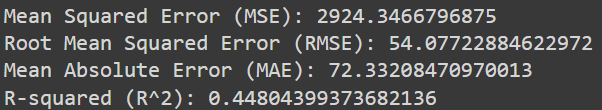 Mean Squared Error (MSE): 2924.3466796875
Root Mean Squared Error (RMSE): 54.07722884622972
Mean Absolute Error (MAE): 72.33208470970013
R-squared (R^2): 0.44804399373682136